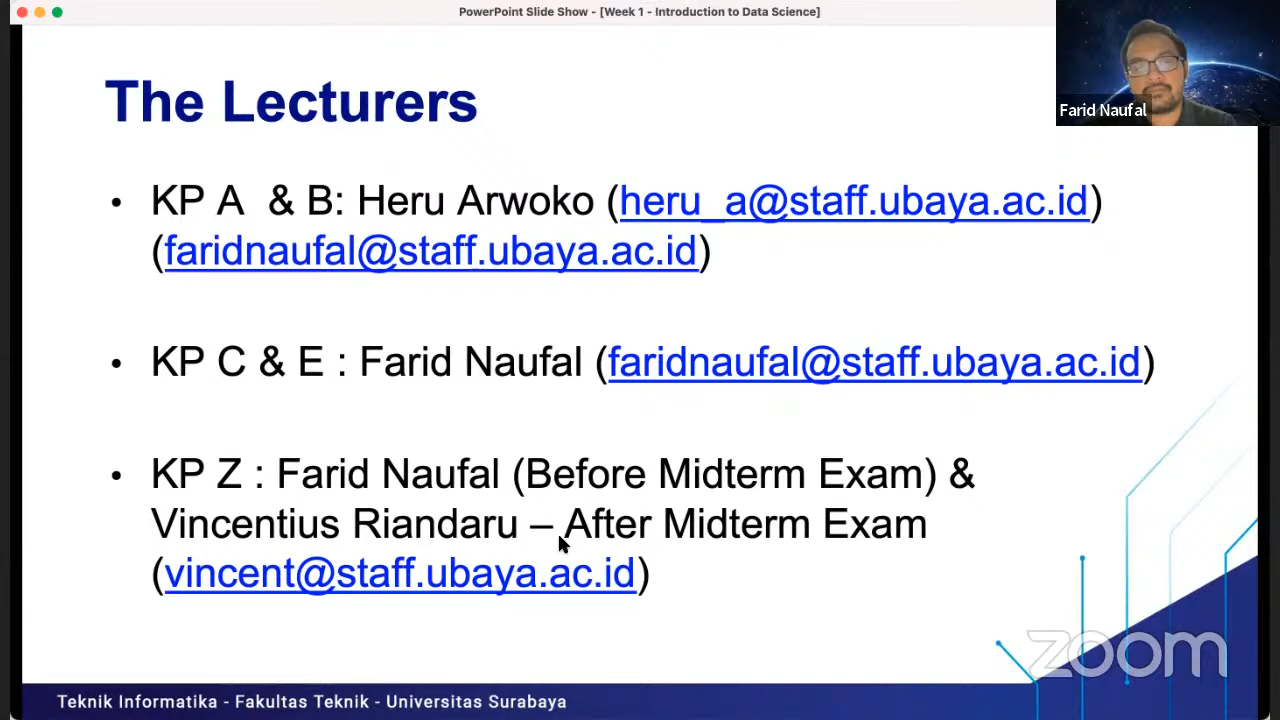 PowerPoint Slide Show - [Week 1 - Introduction to Data Science]
Farid Naufal
The Lecturers
• KP A & B: Heru Arwoko (heru_a@staff.ubaya.ac.id)
(faridnaufal@staff.ubaya.ac.id)
• KP C & E : Farid Naufal (faridnaufal@staff.ubaya.ac.id)
• KP Z : Farid Naufal (Before Midterm Exam) &
Vincentius Riandaru – After Midterm Exam
(vincent@staff.ubaya.ac.id)
zoom
Teknik Informatika - Fakultas Teknik - Universitas Surabaya